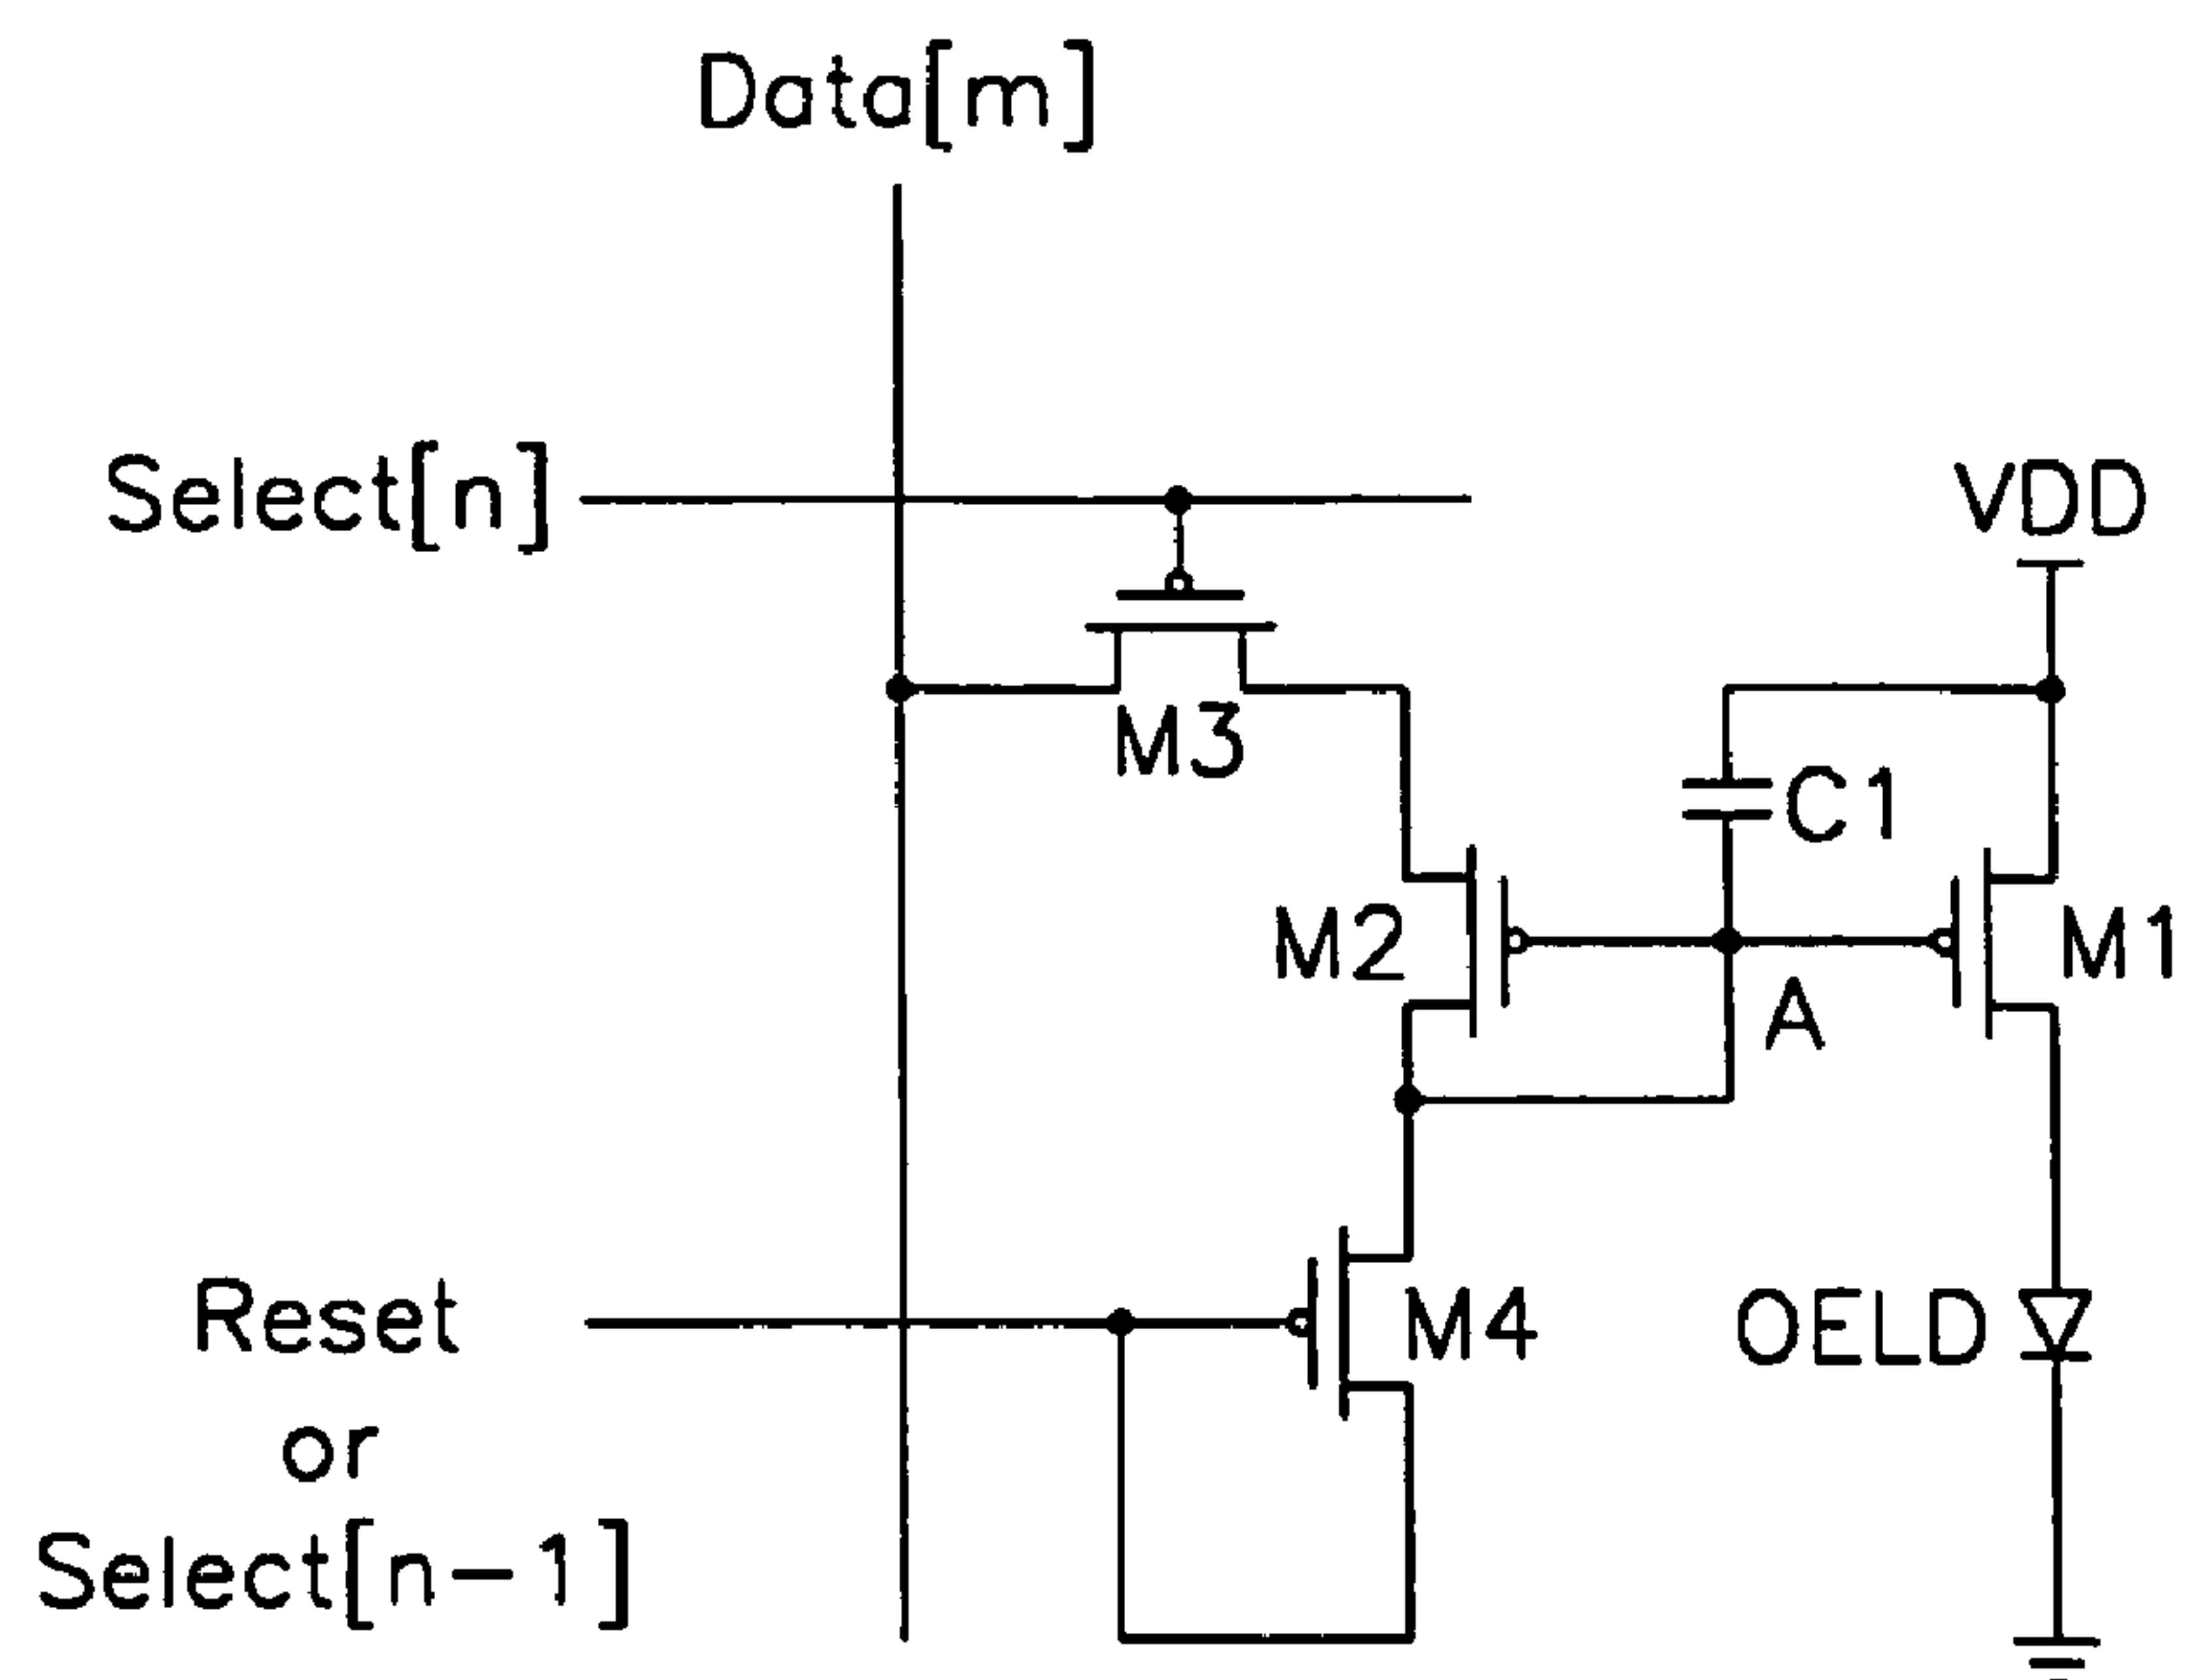 Data[m]
Select[n]
VDD
M3
C1
M2
M1
A
Reset
M4
OELD
or
Select[n-1]